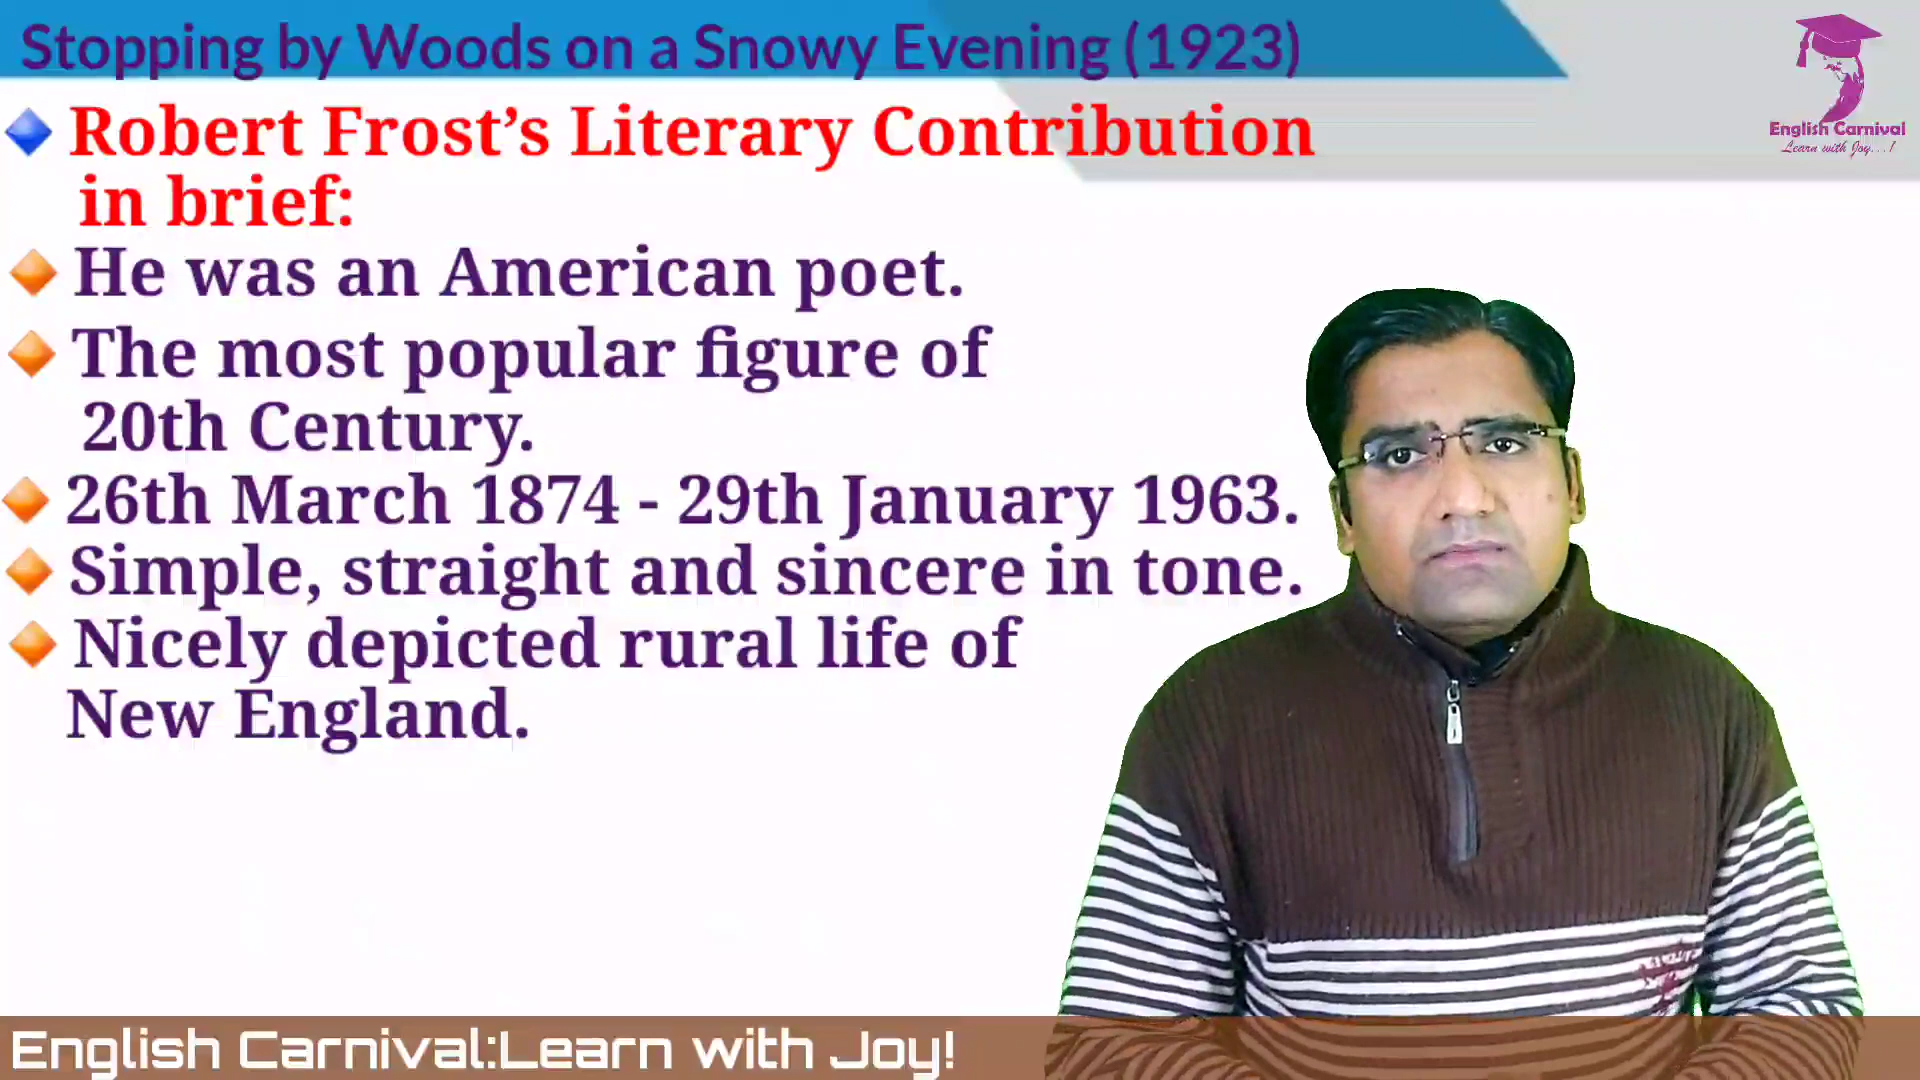 Stopping by Woods on a Snowy Evening (1923)
English Carnival
Learn with Joy...!
Robert Frost’s Literary Contribution
in brief:
He was an American poet.
The most popular figure of
20th Century.
26th March 1874 - 29th January 1963.
Simple, straight and sincere in tone.
Nicely depicted rural life of
New England.
English Carnival:Learn with Joy!